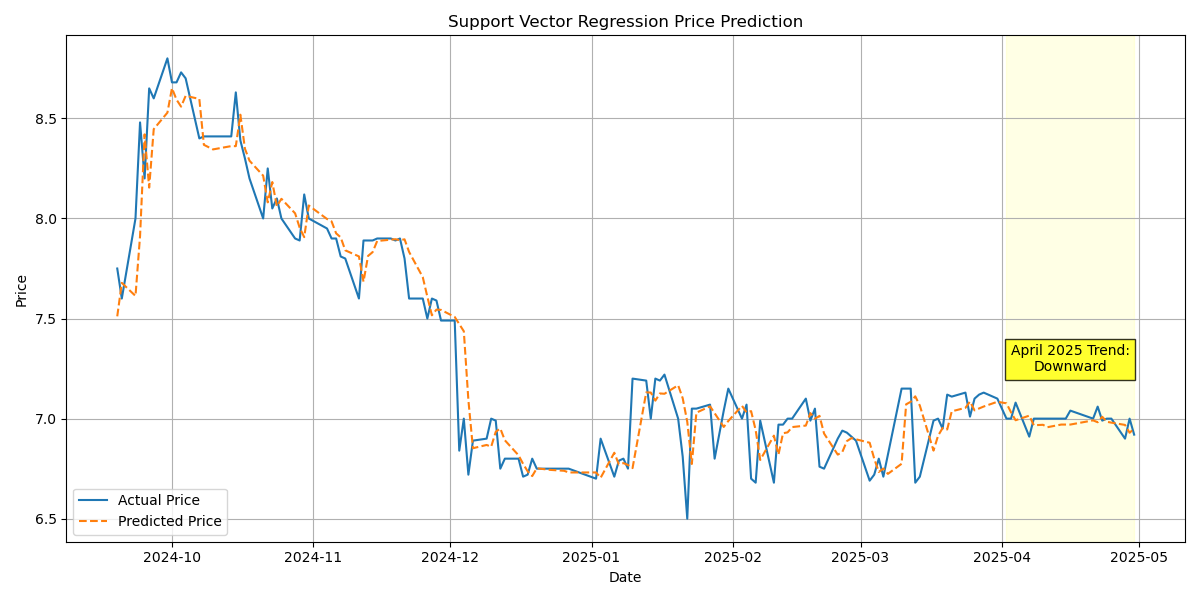 Support Vector Regression Price Prediction
Price
8.5
8.0
7.5
7.0
6.5
April 2025 Trend:
Downward
Actual Price
Predicted Price
2024-10
2024-11
2024-12
2025-01
2025-02
2025-03
2025-04
2025-05
Date